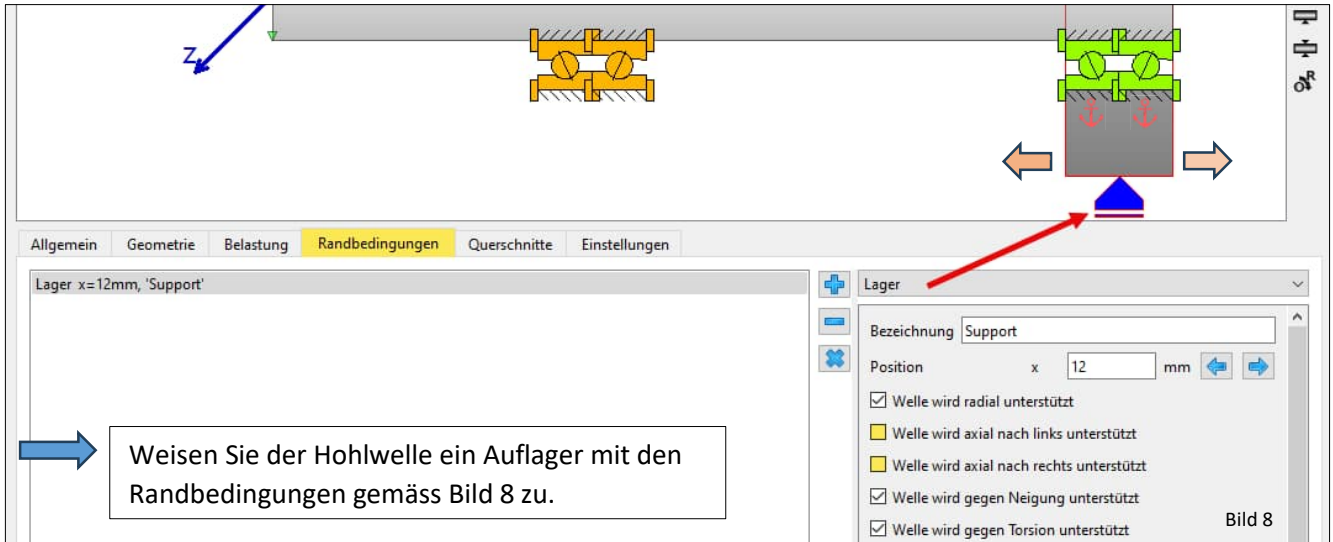 Z
R
Allgemein Geometrie Belastung Randbedingungen Querschnitte Einstellungen
Lager x=12mm, 'Support'
Lager
Bezeichnung Support
Position x 12 mm
Welle wird radial unterstützt
Welle wird axial nach links unterstützt
Welle wird axial nach rechts unterstützt
Welle wird gegen Neigung unterstützt
Welle wird gegen Torsion unterstützt
Weisen Sie der Hohlwelle ein Auflager mit den
Randbedingungen gemäss Bild 8 zu.
Bild 8